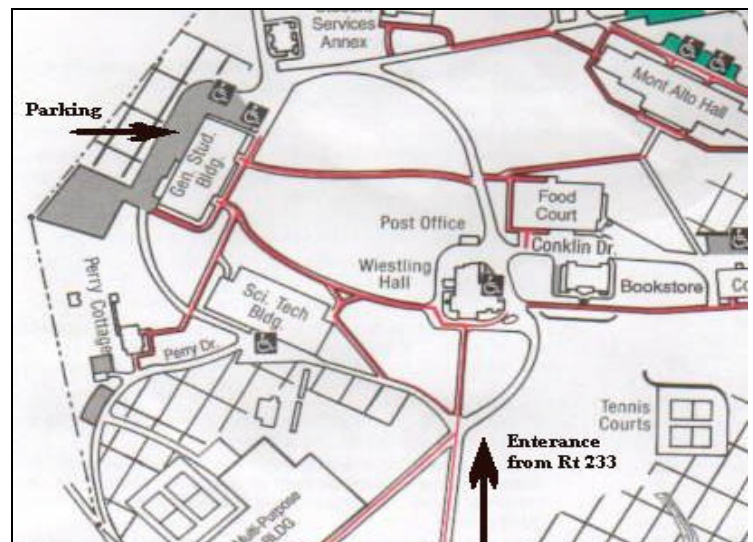 Services
Annex
Mont Alto Hall
Parking
Gen. Stud.
Bldg.
Food
Court
Post Office
Conklin Dr.
Wiestling
Hall
Bookstore
Co
Perry Cottage
Sci. Tech
Bldg.
Perry Dr.
Tennis
Courts
Enterance
from Rt 233
Multi-Purpose
BLDG